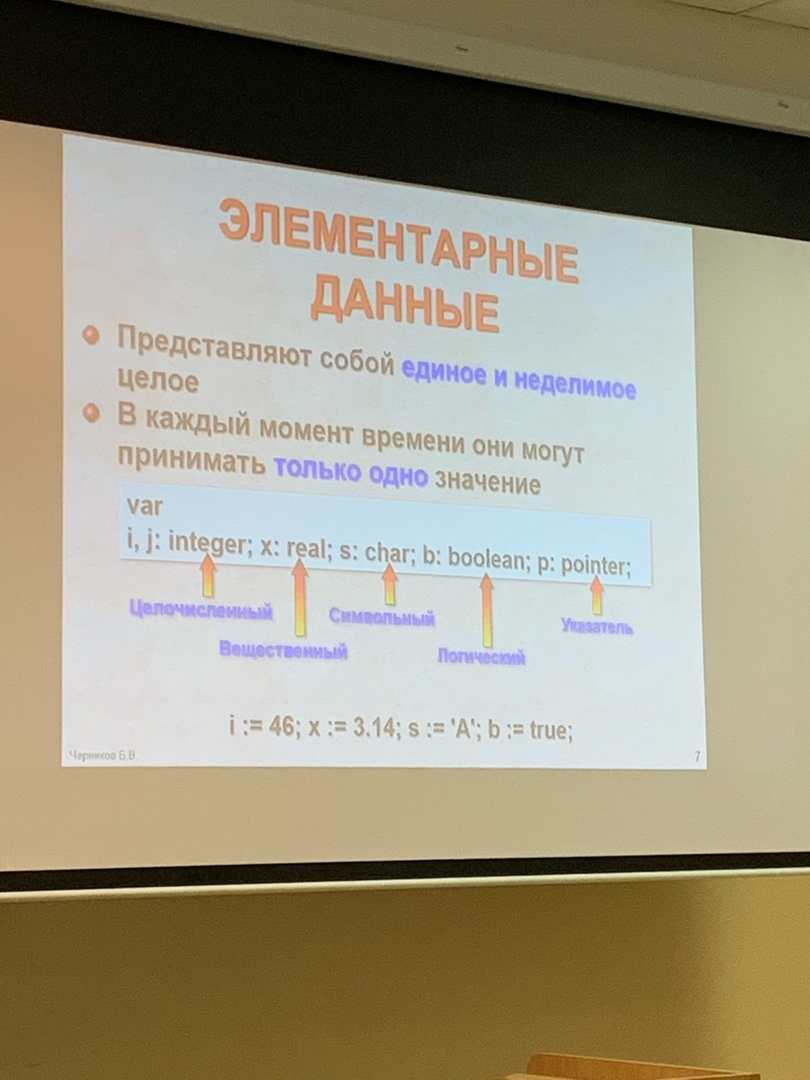 ЭЛЕМЕНТАРНЫЕ
ДАННЫЕ
Представляют собой единое и неделимое
целое
В каждый момент времени они могут
принимать только одно значение
var
i, j: integer; x: real; s: char; b: boolean; p: pointer;
Целочисленный
Символьный
Указатель
Вещественный
Логический
i := 46; x := 3.14; s := 'A'; b := true;
Черников Б.В.
7